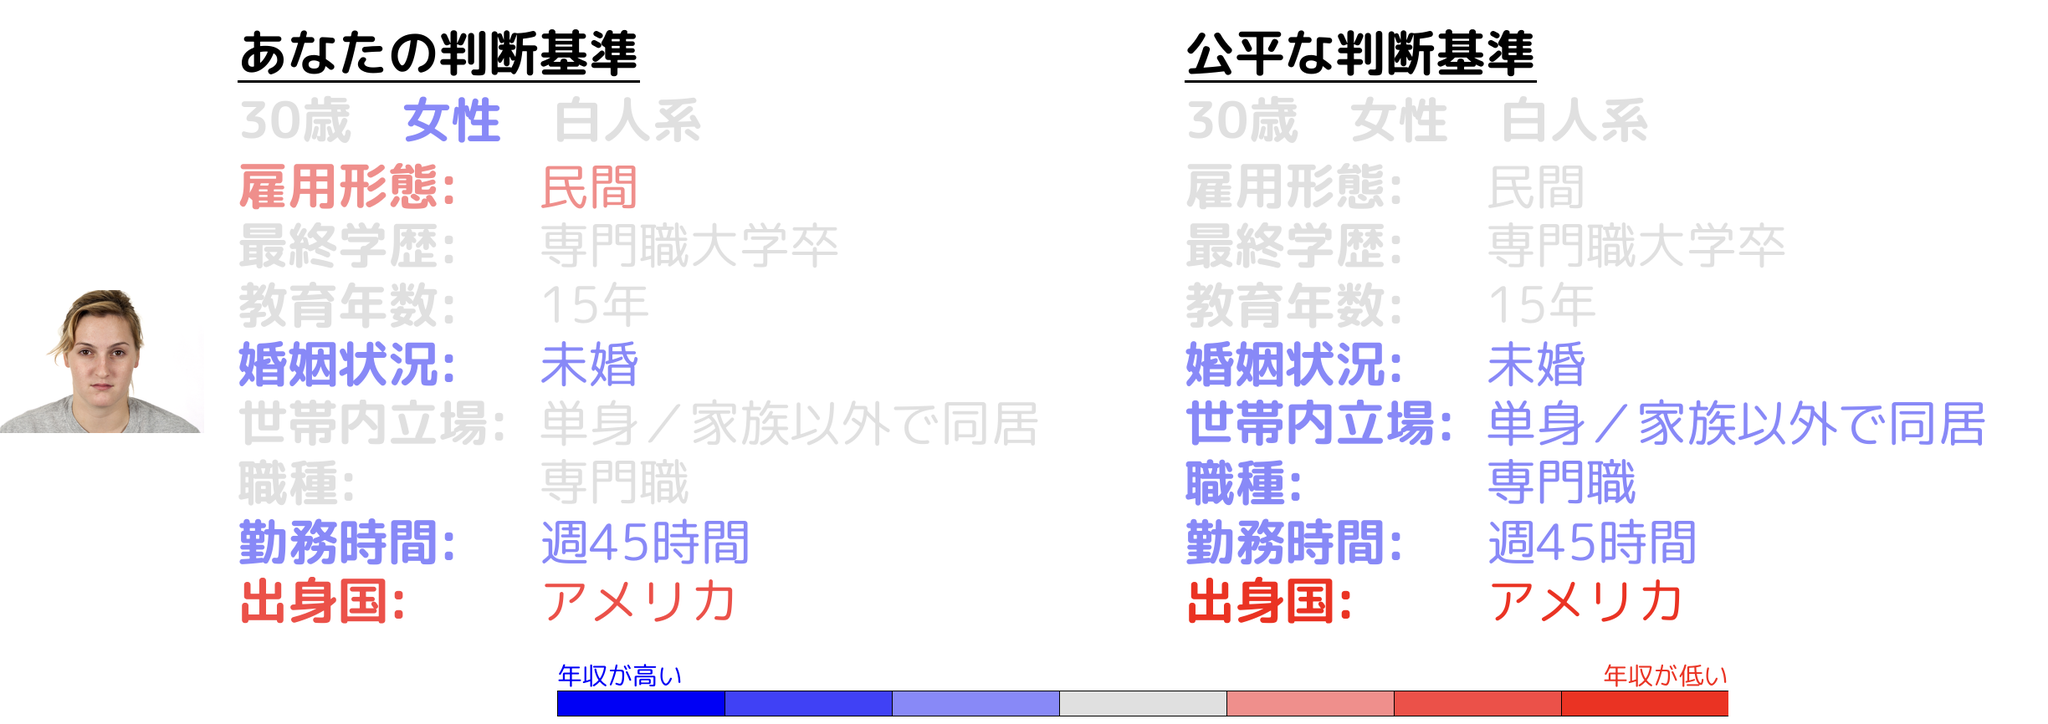 あなたの判断基準
30歳 女性 白人系
雇用形態: 民間
最終学歴: 専門職大学卒
教育年数: 15年
婚姻状況: 未婚
世帯内立場: 単身／家族以外で同居
職種: 専門職
勤務時間: 週45時間
出身国: アメリカ
公平な判断基準
30歳 女性 白人系
雇用形態: 民間
最終学歴: 専門職大学卒
教育年数: 15年
婚姻状況: 未婚
世帯内立場: 単身／家族以外で同居
職種: 専門職
勤務時間: 週45時間
出身国: アメリカ
年収が高い
年収が低い